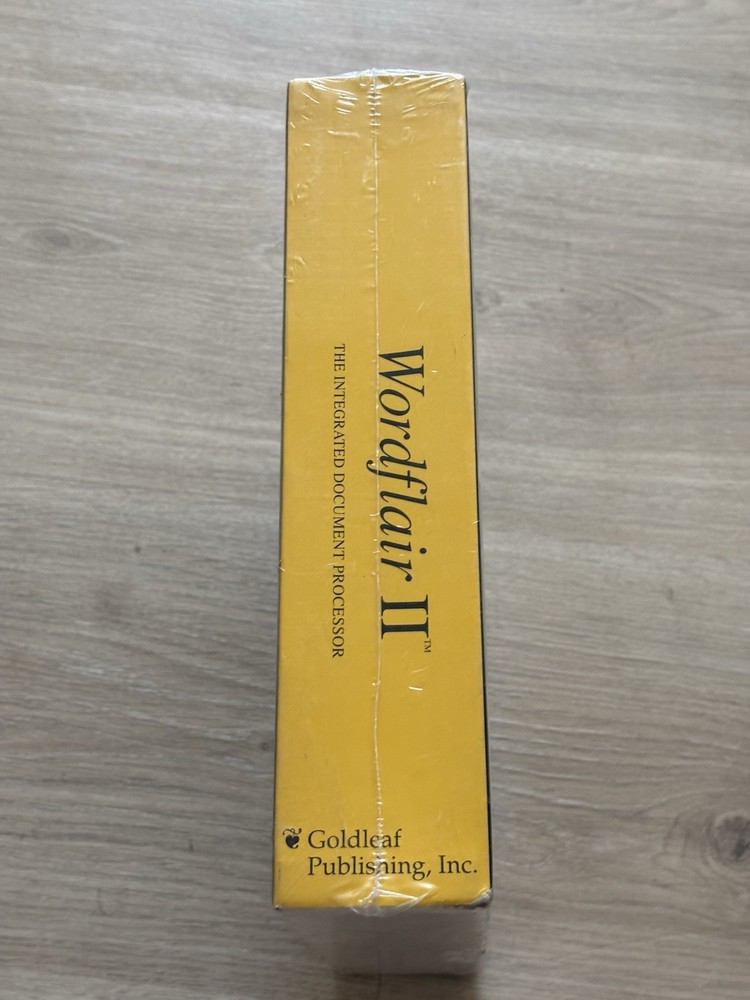 Wordflair II™
THE INTEGRATED DOCUMENT PROCESSOR
Goldleaf
Publishing, Inc.